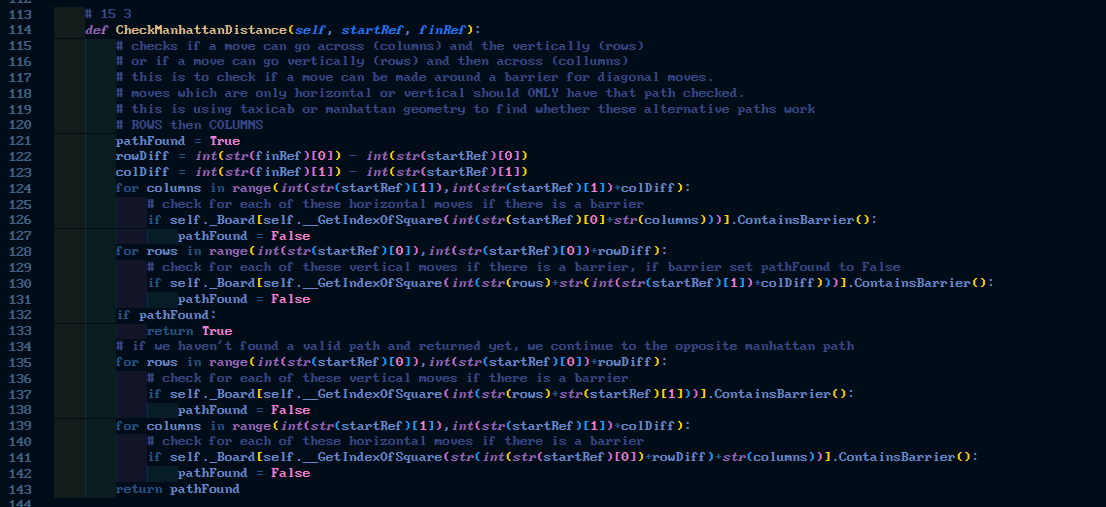 113 # 15 3
114 def CheckManhattanDistance(self, startRef, finRef):
115 # checks if a move can go across (columns) and the vertically (rows)
116 # or if a move can go vertically (rows) and then across (collumns)
117 # this is to check if a move can be made around a barrier for diagonal moves.
118 # moves which are only horizontal or vertical should ONLY have that path checked.
119 # this is using taxicab or manhattan geometry to find whether these alternative paths work
120 # ROWS then COLUMNS
121 pathFound = True
122 rowDiff = int(str(finRef)[0]) - int(str(startRef)[0])
123 colDiff = int(str(finRef)[1]) - int(str(startRef)[1])
124 for columns in range(int(str(startRef)[1]),int(str(startRef)[1])+colDiff):
125 # check for each of these horizontal moves if there is a barrier
126 if self._Board[self.__GetIndexOfSquare(int(str(startRef)[0]+str(columns)))].ContainsBarrier():
127 pathFound = False
128 for rows in range(int(str(startRef)[0]),int(str(startRef)[0])+rowDiff):
129 # check for each of these vertical moves if there is a barrier, if barrier set pathFound to False
130 if self._Board[self.__GetIndexOfSquare(int(str(rows)+str(int(str(startRef)[1])+colDiff)))].ContainsBarrier():
131 pathFound = False
132 if pathFound:
133 return True
134 # if we haven't found a valid path and returned yet, we continue to the opposite manhattan path
135 for rows in range(int(str(startRef)[0]),int(str(startRef)[0])+rowDiff):
136 # check for each of these vertical moves if there is a barrier
137 if self._Board[self.__GetIndexOfSquare(int(str(rows)+str(startRef)[1]))].ContainsBarrier():
138 pathFound = False
139 for columns in range(int(str(startRef)[1]),int(str(startRef)[1])+colDiff):
140 # check for each of these horizontal moves if there is a barrier
141 if self._Board[self.__GetIndexOfSquare(str(int(str(startRef)[0])+rowDiff)+str(columns))].ContainsBarrier():
142 pathFound = False
143 return pathFound